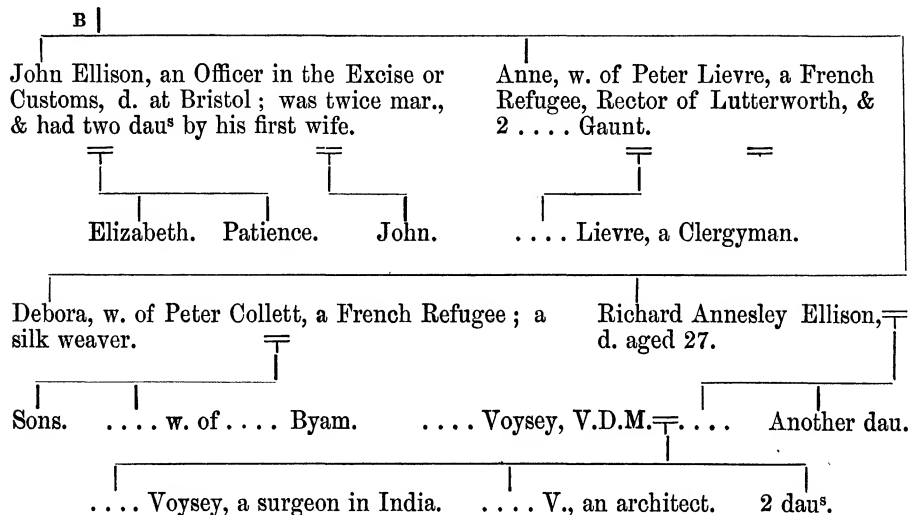 B
John Ellison, an Officer in the Excise or
Customs, d. at Bristol; was twice mar.,
& had two dauˢ by his first wife.
Anne, w. of Peter Lievre, a French
Refugee, Rector of Lutterworth, &
2 . . . . Gaunt.
Elizabeth. Patience. John. . . . . Lievre, a Clergyman.
Debora, w. of Peter Collett, a French Refugee; a
silk weaver.
Richard Annesley Ellison,
d. aged 27.
Sons. . . . . w. of . . . . Byam. . . . . Voysey, V.D.M. . . . . Another dau.
. . . . Voysey, a surgeon in India. . . . . V., an architect. 2 dauˢ.